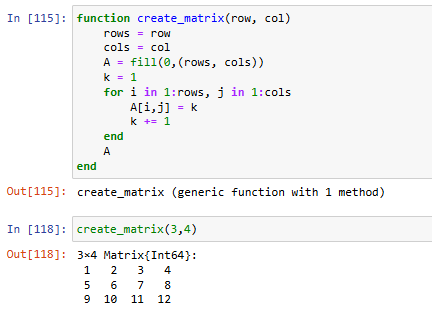 In [115]: function create_matrix(row, col)
    rows = row
    cols = col
    A = fill(0,(rows, cols))
    k = 1
    for i in 1:rows, j in 1:cols
        A[i,j] = k
        k += 1
    end
    A
end
Out[115]: create_matrix (generic function with 1 method)
In [118]: create_matrix(3,4)
Out[118]: 3×4 Matrix{Int64}:
 1   2   3   4
 5   6   7   8
 9  10  11  12